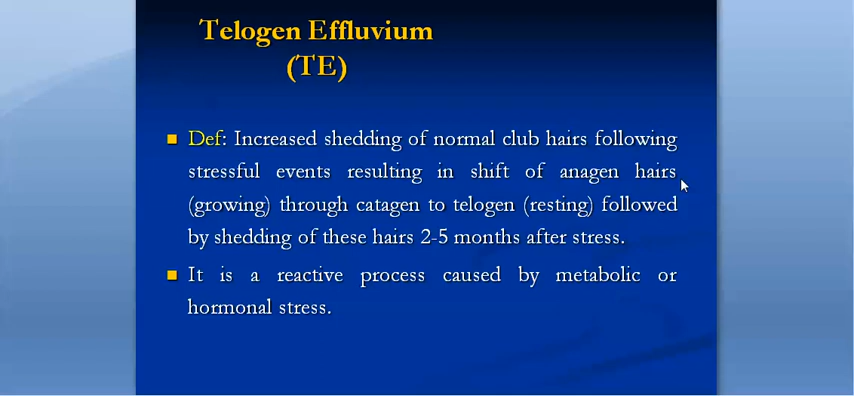 Telogen Effluvium
(TE)
Def: Increased shedding of normal club hairs following
stressful events resulting in shift of anagen hairs
(growing) through catagen to telogen (resting) followed
by shedding of these hairs 2-5 months after stress.
It is a reactive process caused by metabolic or
hormonal stress.